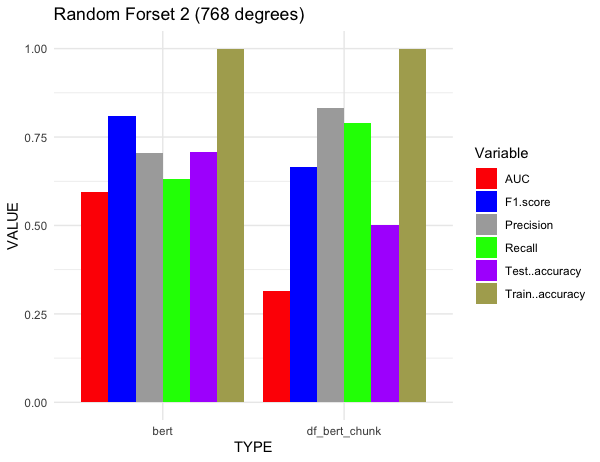 Random Forset 2 (768 degrees)
VALUE
1.00
0.75
0.50
0.25
0.00
bert
df_bert_chunk
TYPE
Variable
AUC
F1.score
Precision
Recall
Test..accuracy
Train..accuracy